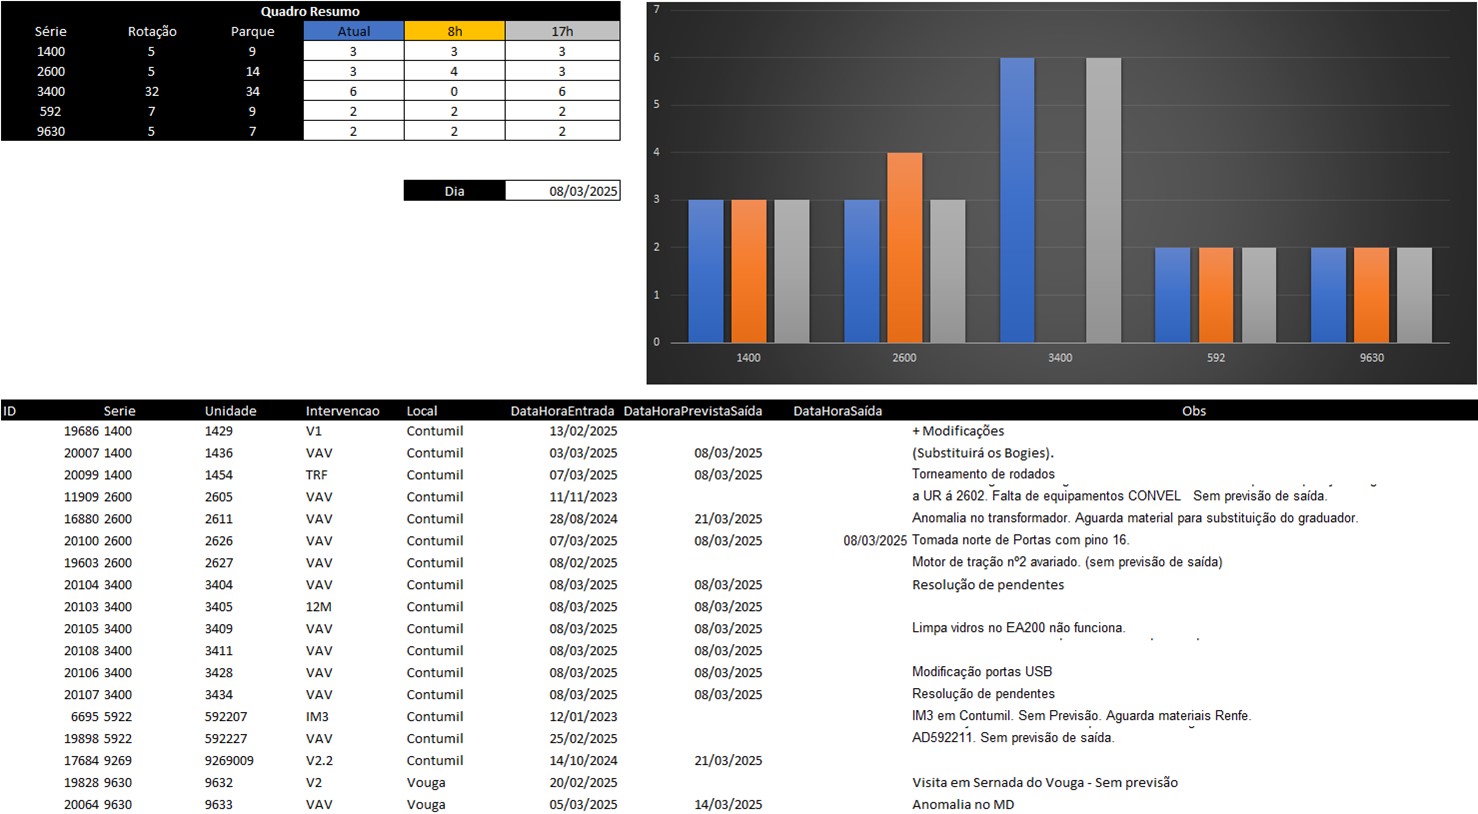 Quadro Resumo
Série Rotação Parque Atual 8h 17h
1400 5 9 3 3 3
2600 5 14 3 4 3
3400 32 34 6 0 6
592 7 9 2 2 2
9630 5 7 2 2 2
Dia 08/03/2025
7
6
5
4
3
2
1
0
1400 2600 3400 592 9630
ID Serie Unidade Intervencao Local DataHoraEntrada DataHoraPrevistaSaída DataHoraSaída Obs
19686 1400 1429 V1 Contumil 13/02/2025 + Modificações
20007 1400 1436 VAV Contumil 03/03/2025 08/03/2025 (Substituirá os Bogies).
20099 1400 1454 TRF Contumil 07/03/2025 08/03/2025 Torneamento de rodados
11909 2600 2605 VAV Contumil 11/11/2023 a UR á 2602. Falta de equipamentos CONVEL Sem previsão de saída.
16880 2600 2611 VAV Contumil 28/08/2024 21/03/2025 Anomalia no transformador. Aguarda material para substituição do graduador.
20100 2600 2626 VAV Contumil 07/03/2025 08/03/2025 08/03/2025 Tomada norte de Portas com pino 16.
19603 2600 2627 VAV Contumil 08/02/2025 Motor de tração nº2 avariado. (sem previsão de saída)
20104 3400 3404 VAV Contumil 08/03/2025 08/03/2025 Resolução de pendentes
20103 3400 3405 12M Contumil 08/03/2025 08/03/2025
20105 3400 3409 VAV Contumil 08/03/2025 08/03/2025 Limpa vidros no EA200 não funciona.
20108 3400 3411 VAV Contumil 08/03/2025 08/03/2025
20106 3400 3428 VAV Contumil 08/03/2025 08/03/2025 Modificação portas USB
20107 3400 3434 VAV Contumil 08/03/2025 08/03/2025 Resolução de pendentes
6695 5922 592207 IM3 Contumil 12/01/2023 IM3 em Contumil. Sem Previsão. Aguarda materiais Renfe.
19898 5922 592227 VAV Contumil 25/02/2025 AD592211. Sem previsão de saída.
17684 9269 9269009 V2.2 Contumil 14/10/2024 21/03/2025
19828 9630 9632 V2 Vouga 20/02/2025 Visita em Sernada do Vouga - Sem previsão
20064 9630 9633 VAV Vouga 05/03/2025 14/03/2025 Anomalia no MD